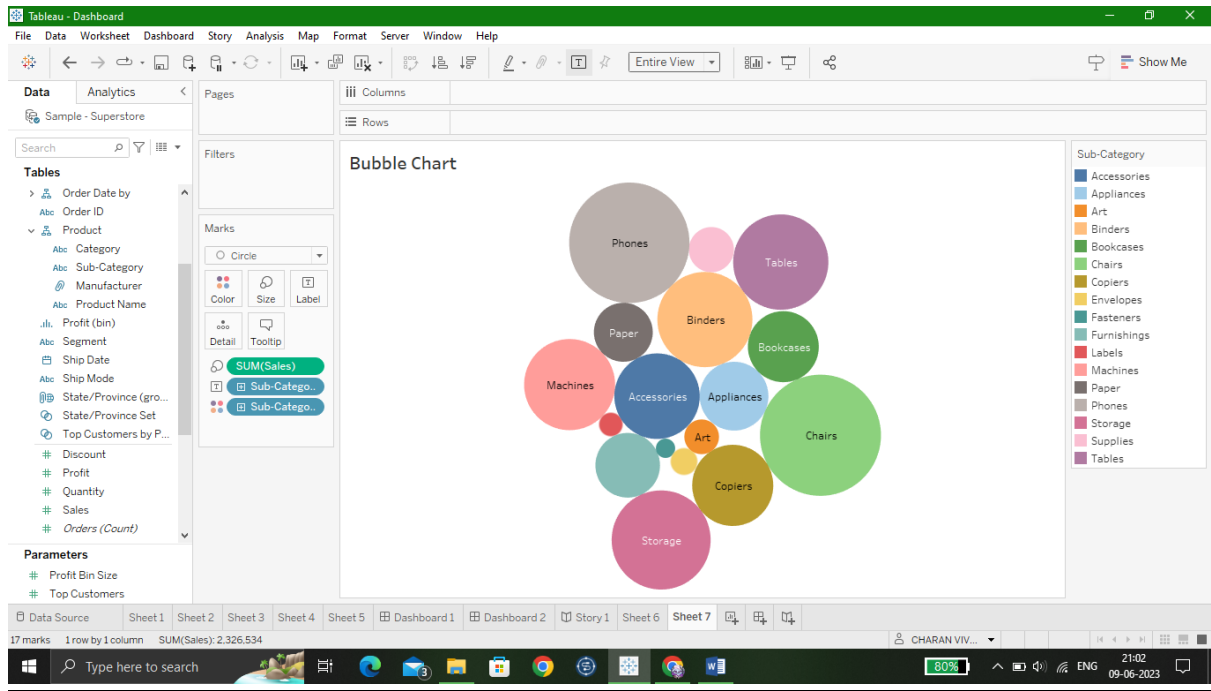 Tableau - Dashboard
File Data Worksheet Dashboard Story Analysis Map Format Server Window Help
Entire View
Show Me
Data Analytics
Sample - Superstore
Search
Tables
Order Date by
Abc Order ID
Product
Abc Category
Abc Sub-Category
Manufacturer
Abc Product Name
Profit (bin)
Abc Segment
Ship Date
Abc Ship Mode
State/Province (gro...
State/Province Set
Top Customers by P...
# Discount
# Profit
# Quantity
# Sales
# Orders (Count)
Parameters
# Profit Bin Size
# Top Customers
Pages
Filters
Marks
Circle
Color Size Label
Detail Tooltip
SUM(Sales)
Sub-Catego..
Sub-Catego..
Columns
Rows
Bubble Chart
Phones
Tables
Binders
Paper
Bookcases
Machines
Accessories
Appliances
Art
Chairs
Copiers
Storage
Sub-Category
Accessories
Appliances
Art
Binders
Bookcases
Chairs
Copiers
Envelopes
Fasteners
Furnishings
Labels
Machines
Paper
Phones
Storage
Supplies
Tables
Data Source Sheet 1 Sheet 2 Sheet 3 Sheet 4 Sheet 5 Dashboard 1 Dashboard 2 Story 1 Sheet 6 Sheet 7
17 marks 1 row by 1 column SUM(Sales): 2,326,534
CHARAN VIV...
Type here to search
3
80%
ENG
21:02
09-06-2023